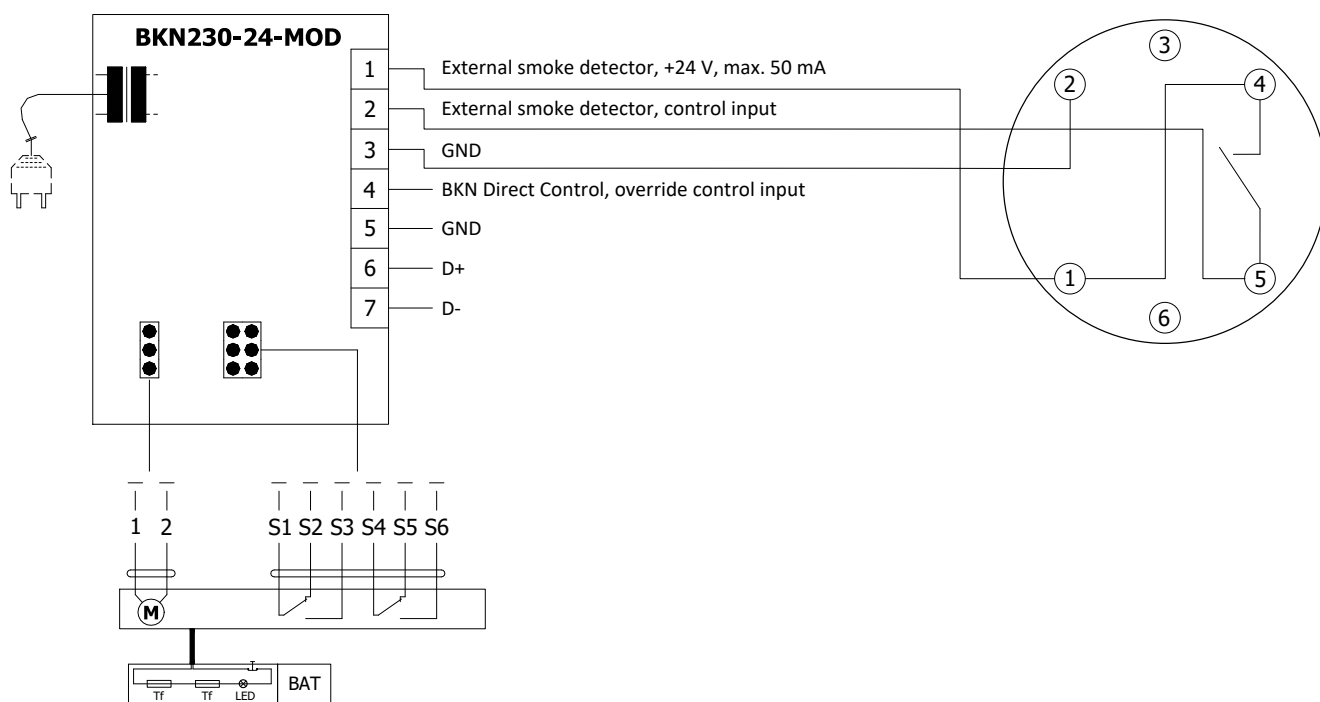 BKN230-24-MOD
1 External smoke detector, +24 V, max. 50 mA
2 External smoke detector, control input
3 GND
4 BKN Direct Control, override control input
5 GND
6 D+
7 D-
3
2
4
1
5
6
1 2 S1 S2 S3 S4 S5 S6
M
Tf Tf LED BAT